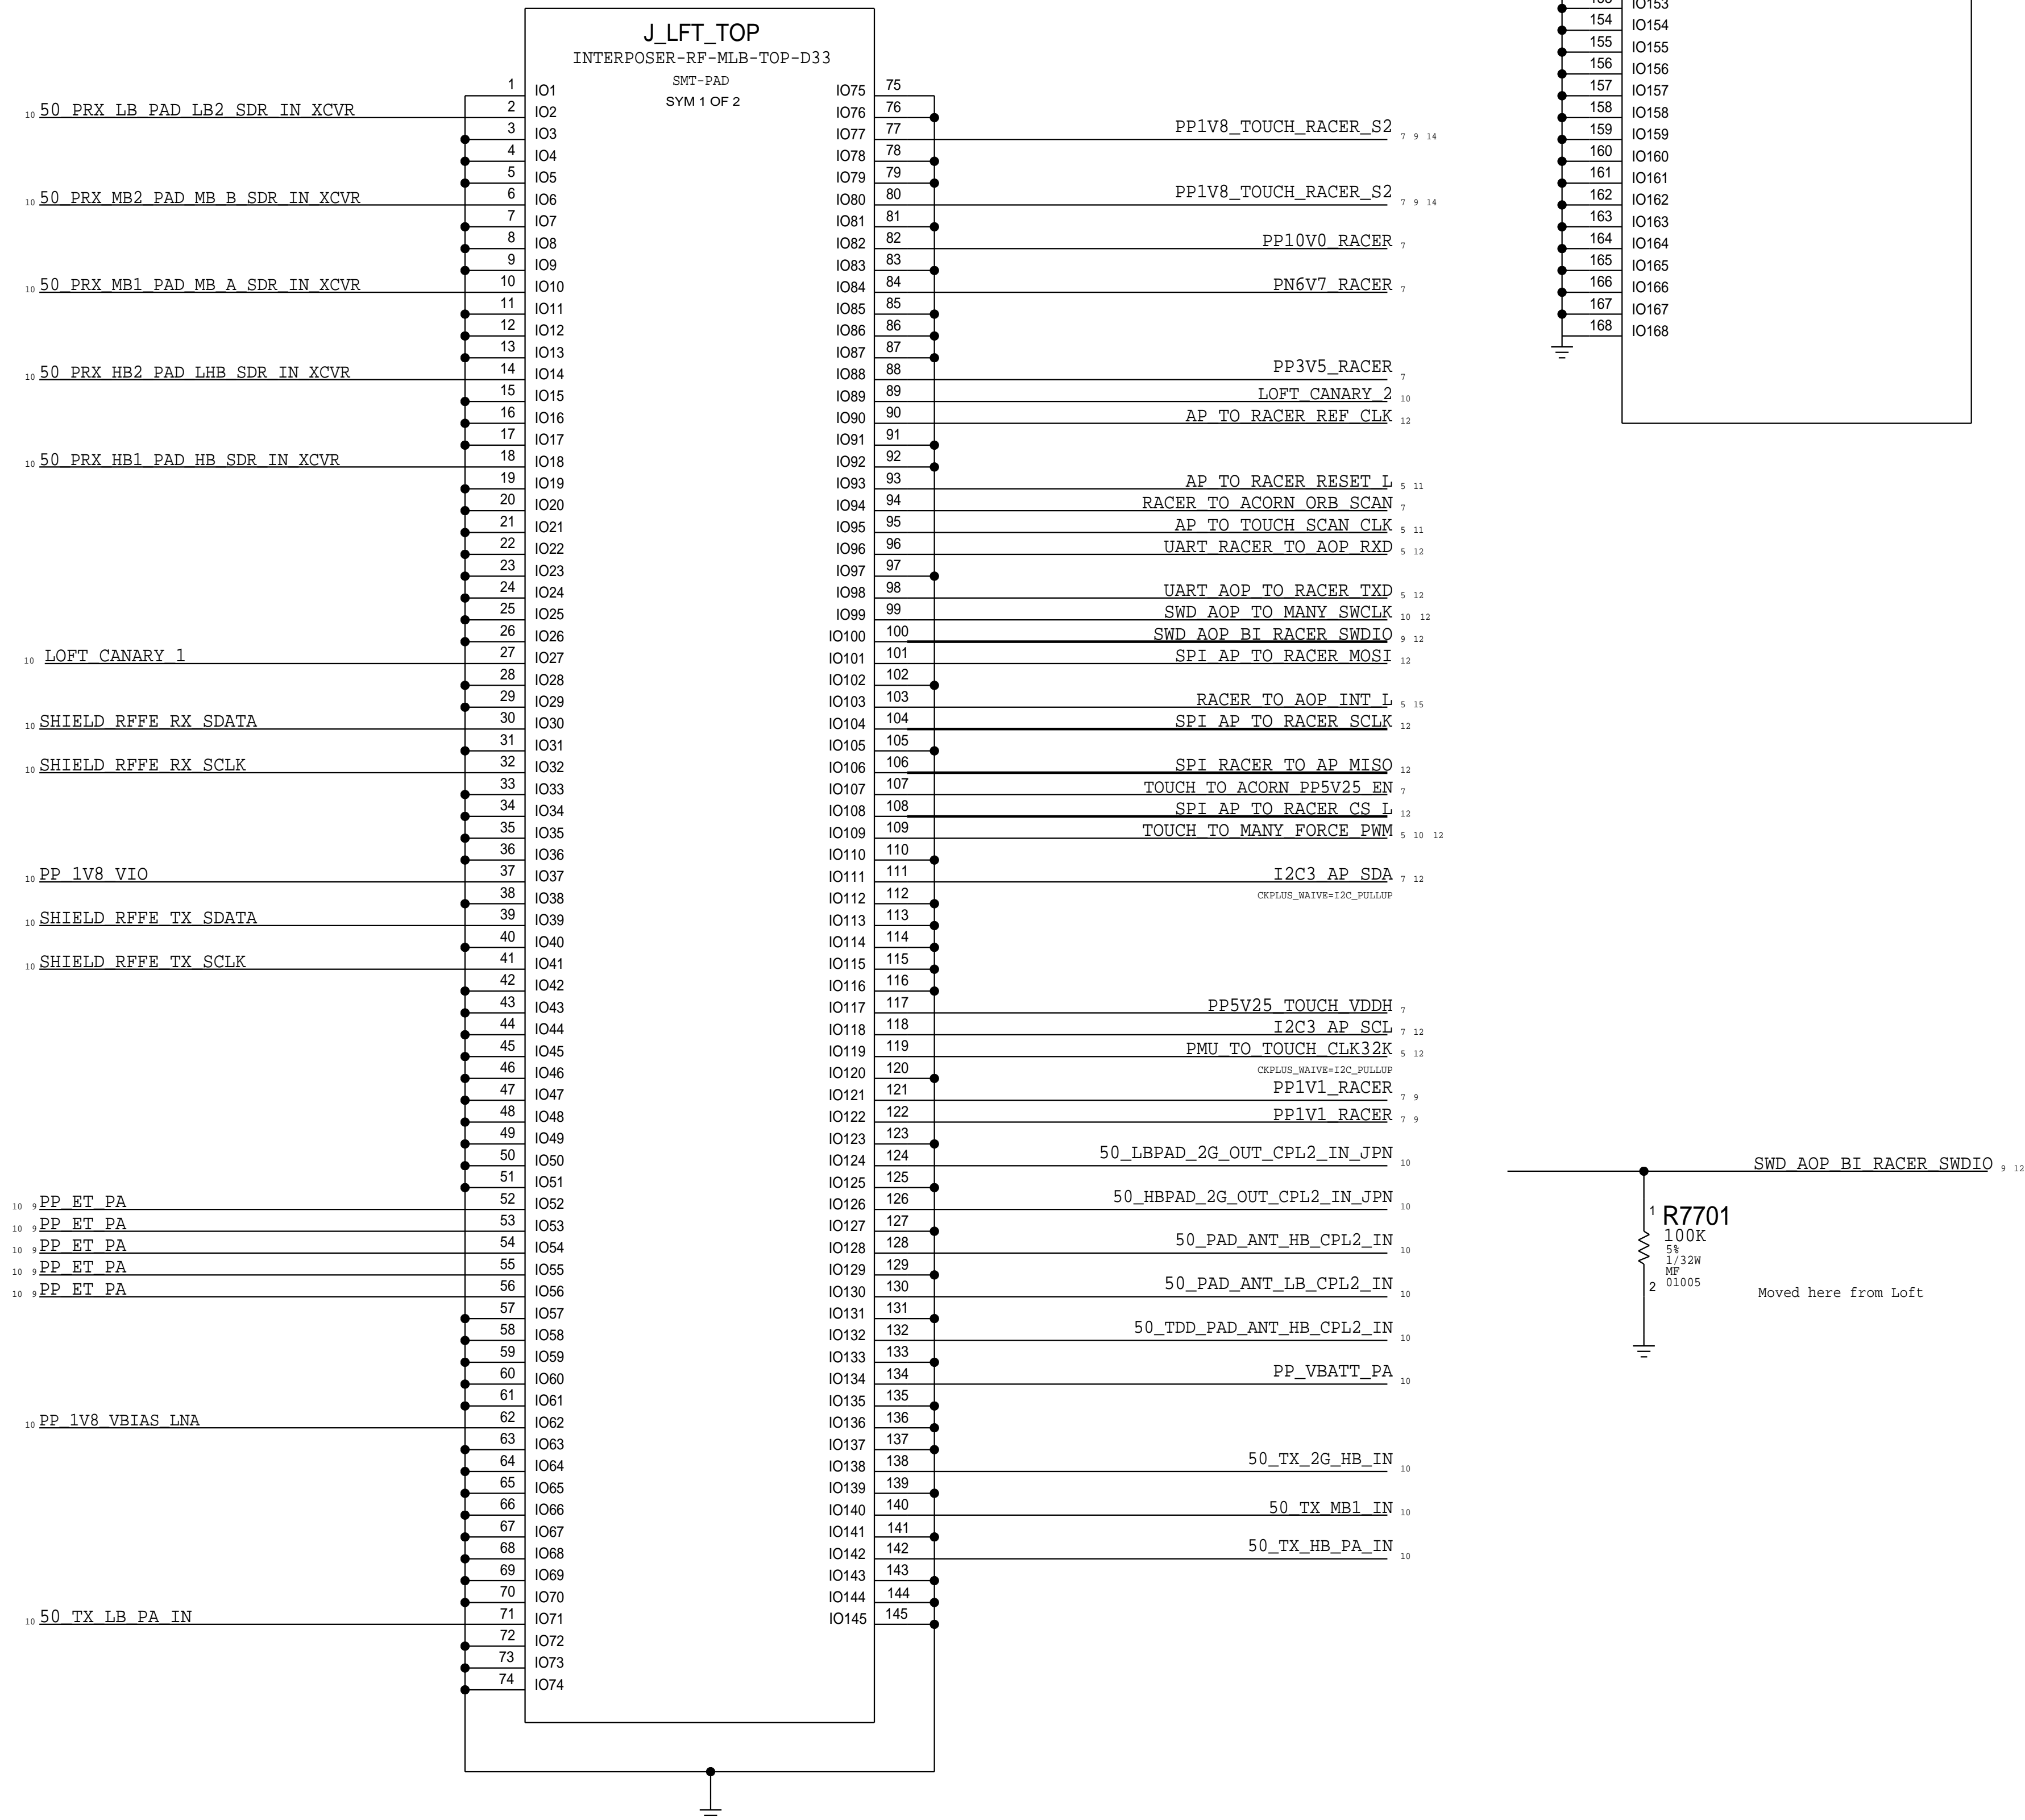 J_LFT_TOP
INTERPOSER-RF-MLB-TOP-D33
SMT-PAD
SYM 1 OF 2
1 IO1
10 50_PRX_LB_PAD_LB2_SDR_IN_XCVR 2 IO2
3 IO3
4 IO4
5 IO5
10 50_PRX_MB2_PAD_MB_B_SDR_IN_XCVR 6 IO6
7 IO7
8 IO8
9 IO9
10 50_PRX_MB1_PAD_MB_A_SDR_IN_XCVR 10 IO10
11 IO11
12 IO12
13 IO13
10 50_PRX_HB2_PAD_LHB_SDR_IN_XCVR 14 IO14
15 IO15
16 IO16
17 IO17
10 50_PRX_HB1_PAD_HB_SDR_IN_XCVR 18 IO18
19 IO19
20 IO20
21 IO21
22 IO22
23 IO23
24 IO24
25 IO25
26 IO26
10 LOFT_CANARY_1 27 IO27
28 IO28
29 IO29
10 SHIELD_RFFE_RX_SDATA 30 IO30
31 IO31
10 SHIELD_RFFE_RX_SCLK 32 IO32
33 IO33
34 IO34
35 IO35
36 IO36
10 PP_1V8_VIO 37 IO37
38 IO38
10 SHIELD_RFFE_TX_SDATA 39 IO39
40 IO40
10 SHIELD_RFFE_TX_SCLK 41 IO41
42 IO42
43 IO43
44 IO44
45 IO45
46 IO46
47 IO47
48 IO48
49 IO49
50 IO50
51 IO51
10 9 PP_ET_PA 52 IO52
10 9 PP_ET_PA 53 IO53
10 9 PP_ET_PA 54 IO54
10 9 PP_ET_PA 55 IO55
10 9 PP_ET_PA 56 IO56
57 IO57
58 IO58
59 IO59
60 IO60
61 IO61
10 PP_1V8_VBIAS_LNA 62 IO62
63 IO63
64 IO64
65 IO65
66 IO66
67 IO67
68 IO68
69 IO69
70 IO70
10 50_TX_LB_PA_IN 71 IO71
72 IO72
73 IO73
74 IO74
IO75 75
IO76 76
IO77 77 PP1V8_TOUCH_RACER_S2 7 9 14
IO78 78
IO79 79
IO80 80 PP1V8_TOUCH_RACER_S2 7 9 14
IO81 81
IO82 82 PP10V0_RACER 7
IO83 83
IO84 84 PN6V7_RACER 7
IO85 85
IO86 86
IO87 87
IO88 88 PP3V5_RACER 7
IO89 89 LOFT_CANARY_2 10
IO90 90 AP_TO_RACER_REF_CLK 12
IO91 91
IO92 92
IO93 93 AP_TO_RACER_RESET_L 5 11
IO94 94 RACER_TO_ACORN_ORB_SCAN 7
IO95 95 AP_TO_TOUCH_SCAN_CLK 5 11
IO96 96 UART_RACER_TO_AOP_RXD 5 12
IO97 97
IO98 98 UART_AOP_TO_RACER_TXD 5 12
IO99 99 SWD_AOP_TO_MANY_SWCLK 10 12
IO100 100 SWD_AOP_BI_RACER_SWDIO 9 12
IO101 101 SPI_AP_TO_RACER_MOSI 12
IO102 102
IO103 103 RACER_TO_AOP_INT_L 5 15
IO104 104 SPI_AP_TO_RACER_SCLK 12
IO105 105
IO106 106 SPI_RACER_TO_AP_MISO 12
IO107 107 TOUCH_TO_ACORN_PP5V25_EN 7
IO108 108 SPI_AP_TO_RACER_CS_L 12
IO109 109 TOUCH_TO_MANY_FORCE_PWM 5 10 12
IO110 110
IO111 111 I2C3_AP_SDA 7 12
CKPLUS_WAIVE=I2C_PULLUP
IO112 112
IO113 113
IO114 114
IO115 115
IO116 116
IO117 117 PP5V25_TOUCH_VDDH 7
IO118 118 I2C3_AP_SCL 7 12
IO119 119 PMU_TO_TOUCH_CLK32K 5 12
CKPLUS_WAIVE=I2C_PULLUP
IO120 120
IO121 121 PP1V1_RACER 7 9
IO122 122 PP1V1_RACER 7 9
IO123 123
IO124 124 50_LBPAD_2G_OUT_CPL2_IN_JPN 10
IO125 125
IO126 126 50_HBPAD_2G_OUT_CPL2_IN_JPN 10
IO127 127
IO128 128 50_PAD_ANT_HB_CPL2_IN 10
IO129 129
IO130 130 50_PAD_ANT_LB_CPL2_IN 10
IO131 131
IO132 132 50_TDD_PAD_ANT_HB_CPL2_IN 10
IO133 133
IO134 134 PP_VBATT_PA 10
IO135 135
IO136 136
IO137 137
IO138 138 50_TX_2G_HB_IN 10
IO139 139
IO140 140 50_TX_MB1_IN 10
IO141 141
IO142 142 50_TX_HB_PA_IN 10
IO143 143
IO144 144
IO145 145
IO153
154 IO154
155 IO155
156 IO156
157 IO157
158 IO158
159 IO159
160 IO160
161 IO161
162 IO162
163 IO163
164 IO164
165 IO165
166 IO166
167 IO167
168 IO168
SWD_AOP_BI_RACER_SWDIO 9 12
1 R7701
100K
5%
1/32W
MF
2 01005
Moved here from Loft